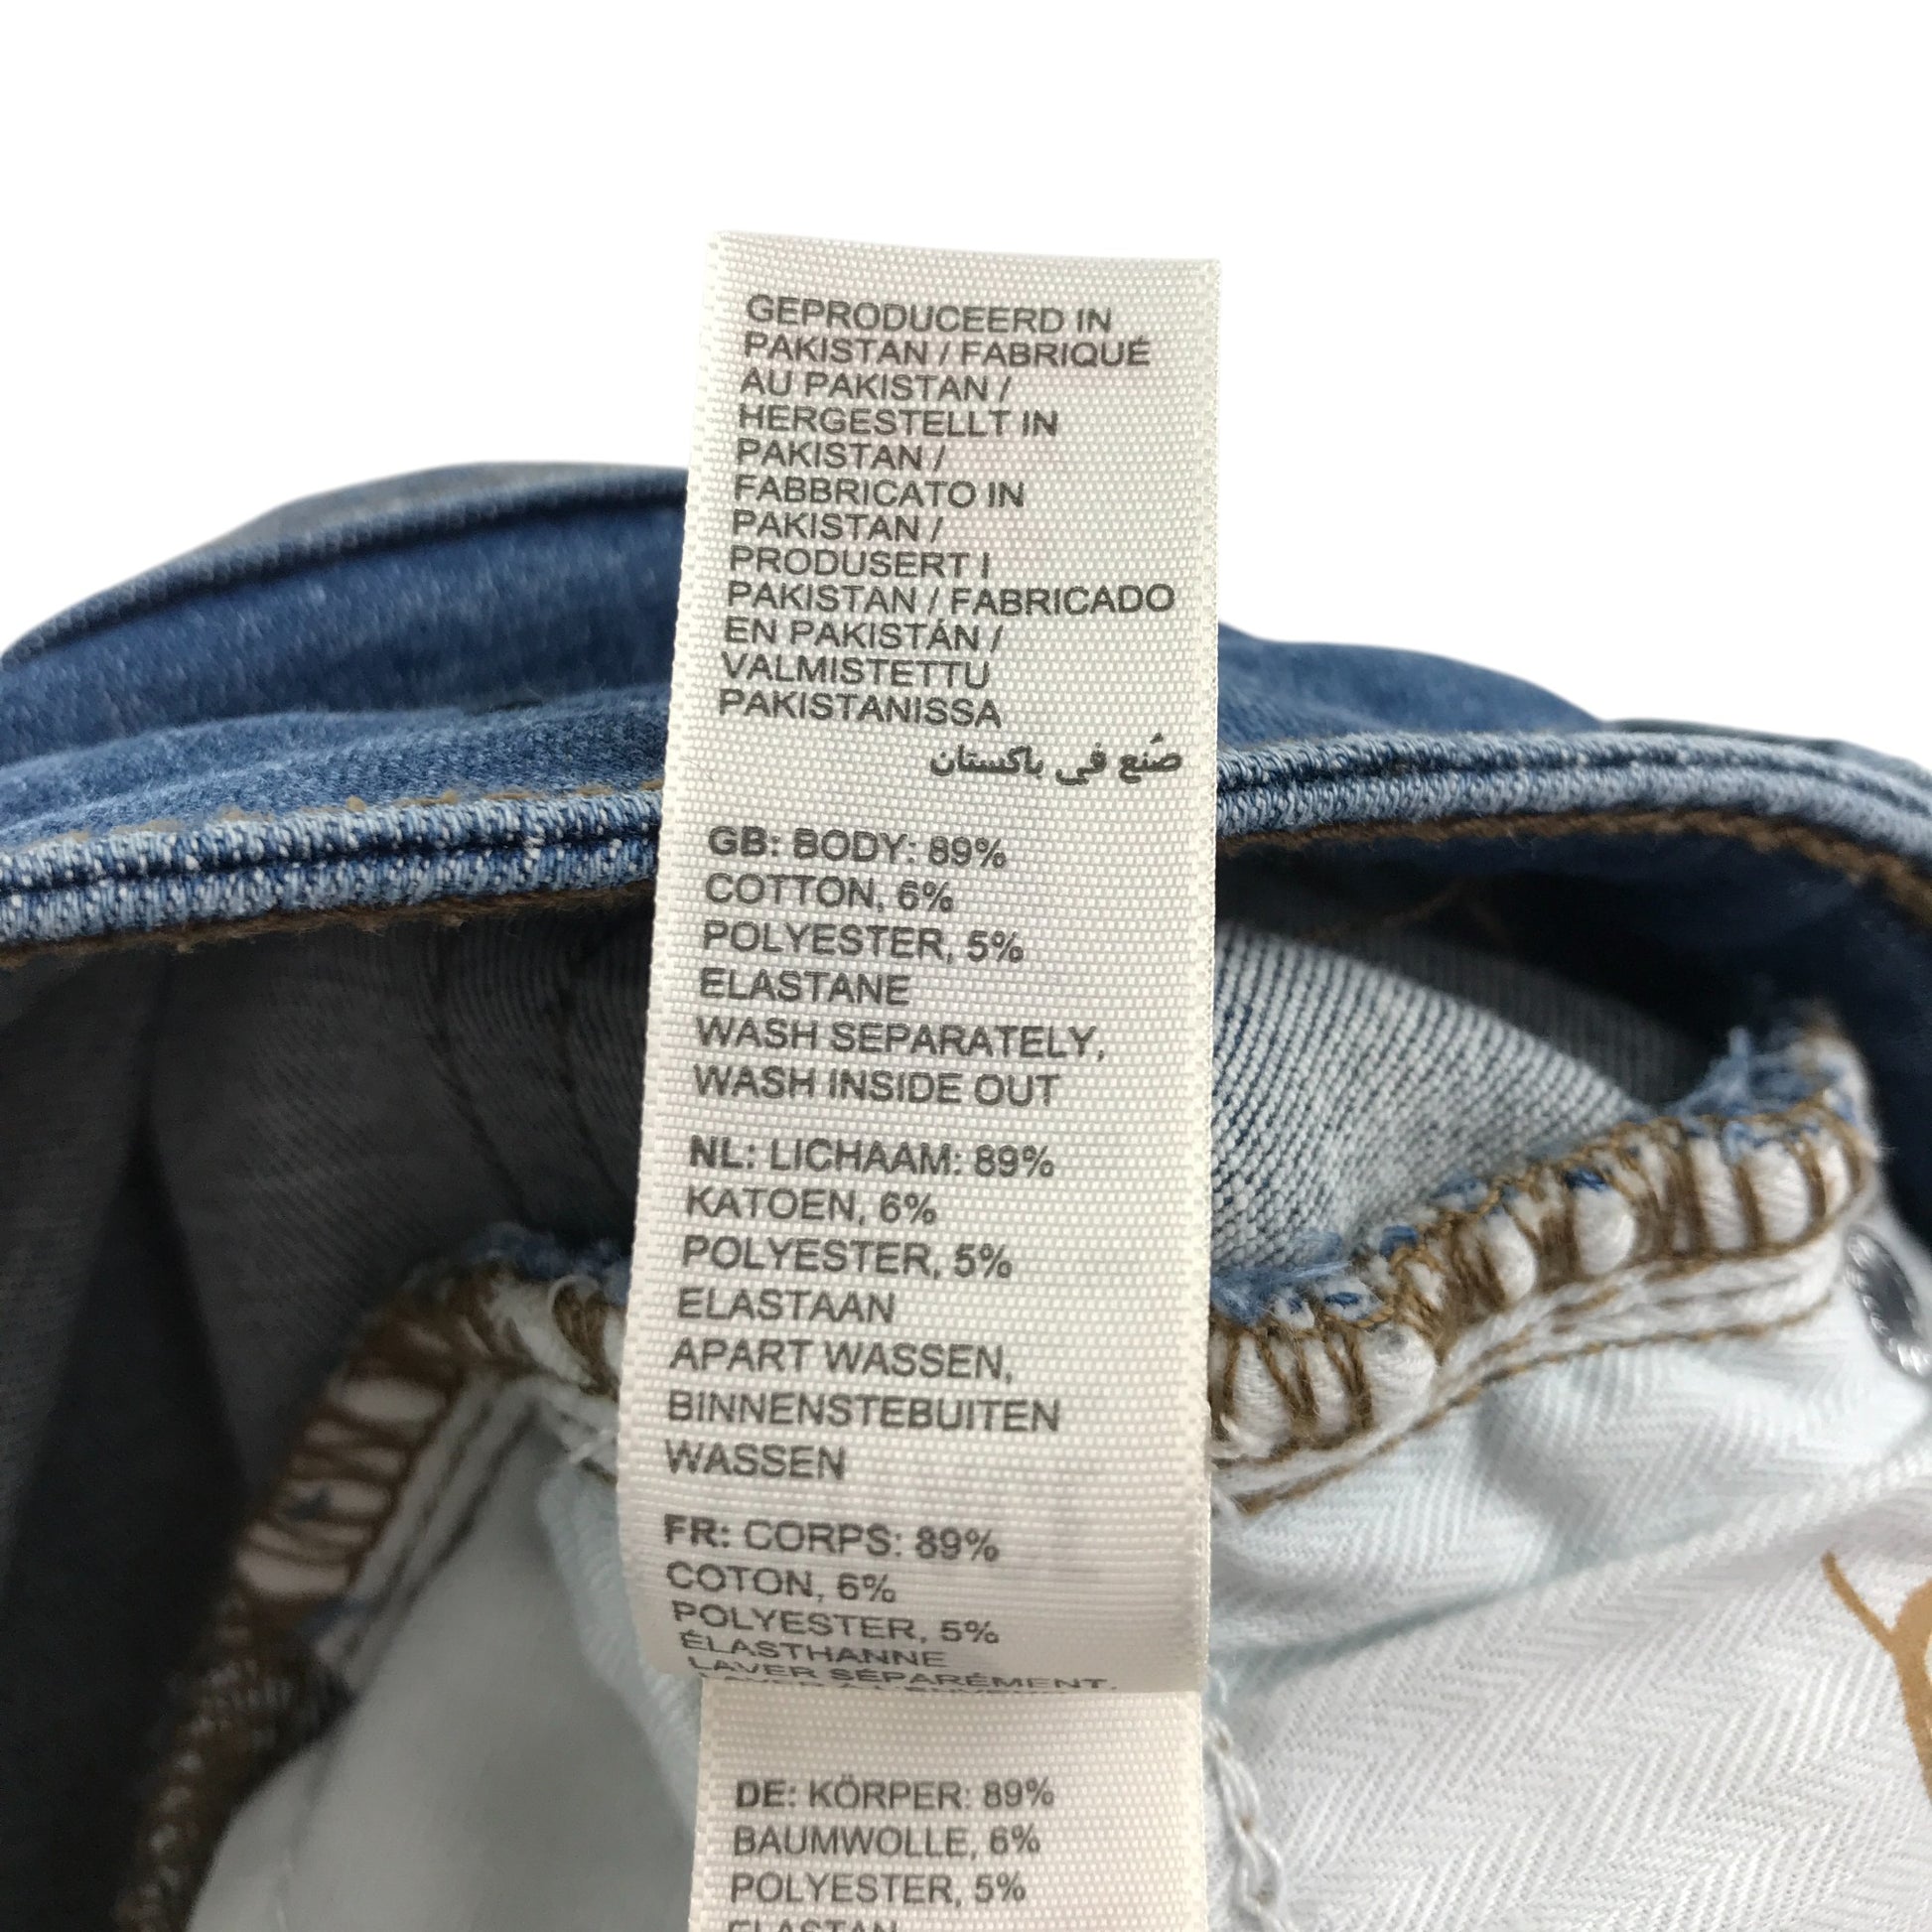 GEPRODUCEERD IN
PAKISTAN / FABRIQUÉ
AU PAKISTAN /
HERGESTELLT IN
PAKISTAN /
FABBRICATO IN
PAKISTAN /
PRODUSERT I
PAKISTAN / FABRICADO
EN PAKISTÁN /
VALMISTETTU
PAKISTANISSA
صُنع في باكستان
GB: BODY: 89%
COTTON, 6%
POLYESTER, 5%
ELASTANE
WASH SEPARATELY,
WASH INSIDE OUT
NL: LICHAAM: 89%
KATOEN, 6%
POLYESTER, 5%
ELASTAAN
APART WASSEN,
BINNENSTEBUITEN
WASSEN
FR: CORPS: 89%
COTON, 6%
POLYESTER, 5%
ÉLASTHANNE
LAVER SÉPARÉMENT,
DE: KÖRPER: 89%
BAUMWOLLE, 6%
POLYESTER, 5%
ELASTAN